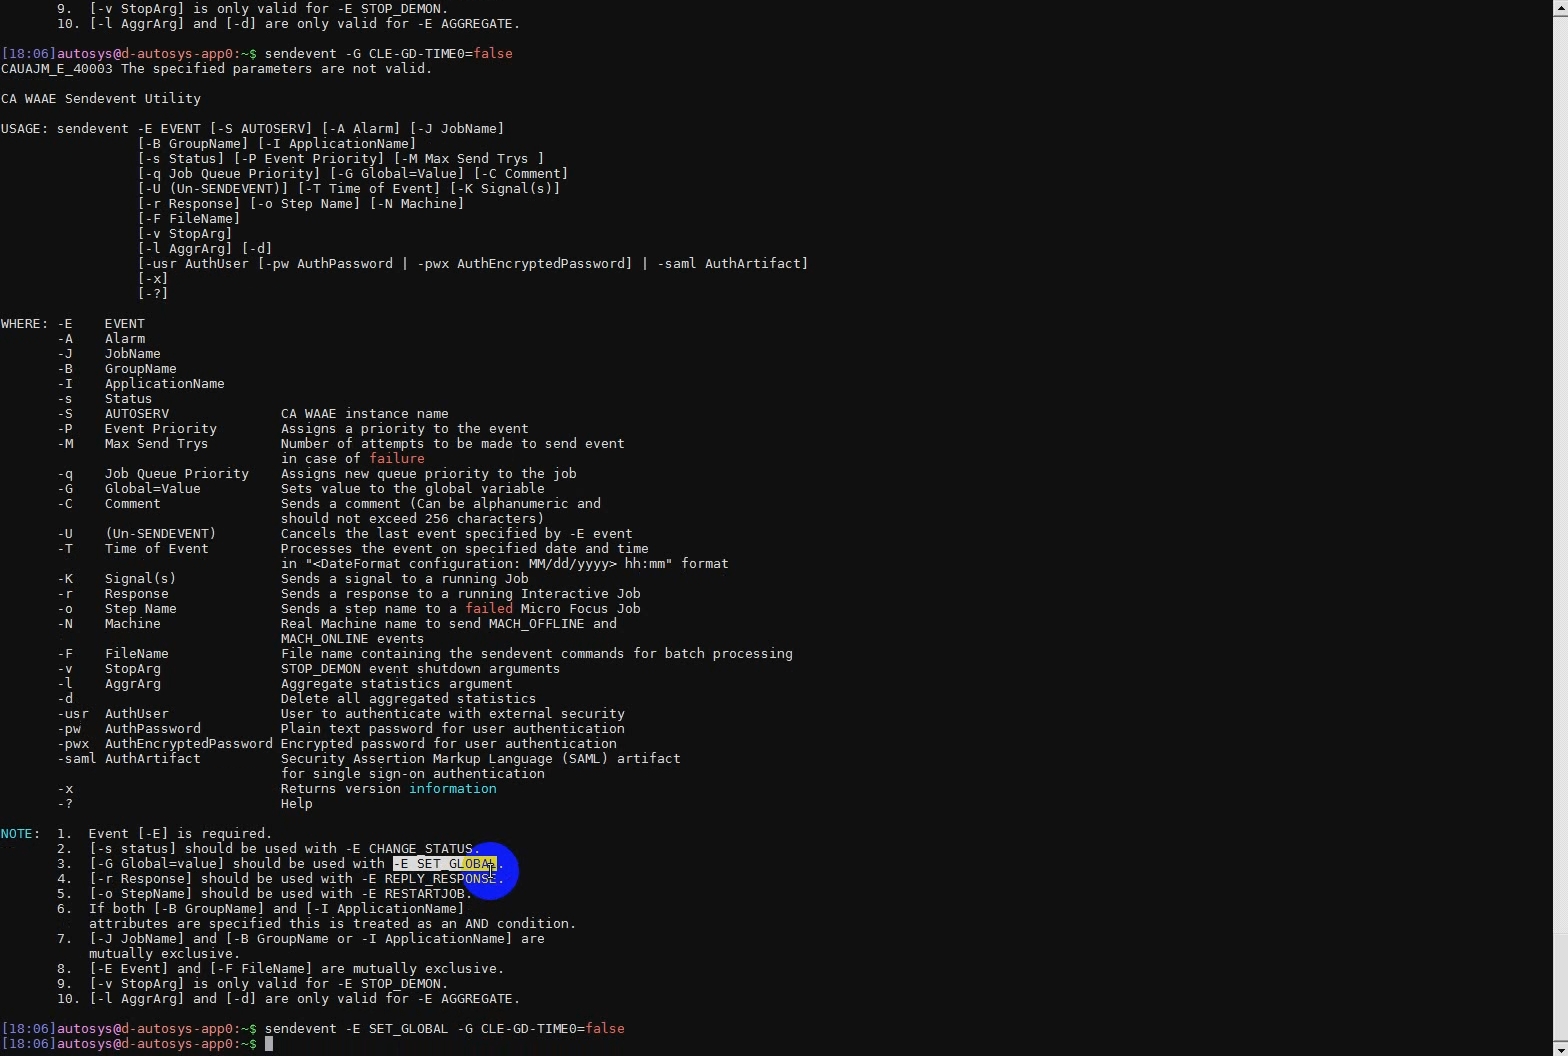 9. [-v StopArg] is only valid for -E STOP_DEMON.
10. [-l AggrArg] and [-d] are only valid for -E AGGREGATE.
[18:06]autosys@d-autosys-app0:~$ sendevent -G CLE-GD-TIME0=false
CAUAJM_E_40003 The specified parameters are not valid.
CA WAAE Sendevent Utility
USAGE: sendevent -E EVENT [-S AUTOSERV] [-A Alarm] [-J JobName]
[-B GroupName] [-I ApplicationName]
[-s Status] [-P Event Priority] [-M Max Send Trys ]
[-q Job Queue Priority] [-G Global=Value] [-C Comment]
[-U (Un-SENDEVENT)] [-T Time of Event] [-K Signal(s)]
[-r Response] [-o Step Name] [-N Machine]
[-F FileName]
[-v StopArg]
[-l AggrArg] [-d]
[-usr AuthUser [-pw AuthPassword | -pwx AuthEncryptedPassword] | -saml AuthArtifact]
[-x]
[-?]
WHERE: -E EVENT
-A Alarm
-J JobName
-B GroupName
-I ApplicationName
-s Status
-S AUTOSERV CA WAAE instance name
-P Event Priority Assigns a priority to the event
-M Max Send Trys Number of attempts to be made to send event
in case of failure
-q Job Queue Priority Assigns new queue priority to the job
-G Global=Value Sets value to the global variable
-C Comment Sends a comment (Can be alphanumeric and
should not exceed 256 characters)
-U (Un-SENDEVENT) Cancels the last event specified by -E event
-T Time of Event Processes the event on specified date and time
in "<DateFormat configuration: MM/dd/yyyy> hh:mm" format
-K Signal(s) Sends a signal to a running Job
-r Response Sends a response to a running Interactive Job
-o Step Name Sends a step name to a failed Micro Focus Job
-N Machine Real Machine name to send MACH_OFFLINE and
MACH_ONLINE events
-F FileName File name containing the sendevent commands for batch processing
-v StopArg STOP_DEMON event shutdown arguments
-l AggrArg Aggregate statistics argument
-d Delete all aggregated statistics
-usr AuthUser User to authenticate with external security
-pw AuthPassword Plain text password for user authentication
-pwx AuthEncryptedPassword Encrypted password for user authentication
-saml AuthArtifact Security Assertion Markup Language (SAML) artifact
for single sign-on authentication
-x Returns version information
-? Help
NOTE: 1. Event [-E] is required.
2. [-s status] should be used with -E CHANGE_STATUS.
3. [-G Global=value] should be used with -E SET_GLOBAL.
4. [-r Response] should be used with -E REPLY_RESPONSE.
5. [-o StepName] should be used with -E RESTARTJOB.
6. If both [-B GroupName] and [-I ApplicationName]
attributes are specified this is treated as an AND condition.
7. [-J JobName] and [-B GroupName or -I ApplicationName] are
mutually exclusive.
8. [-E Event] and [-F FileName] are mutually exclusive.
9. [-v StopArg] is only valid for -E STOP_DEMON.
10. [-l AggrArg] and [-d] are only valid for -E AGGREGATE.
[18:06]autosys@d-autosys-app0:~$ sendevent -E SET_GLOBAL -G CLE-GD-TIME0=false
[18:06]autosys@d-autosys-app0:~$